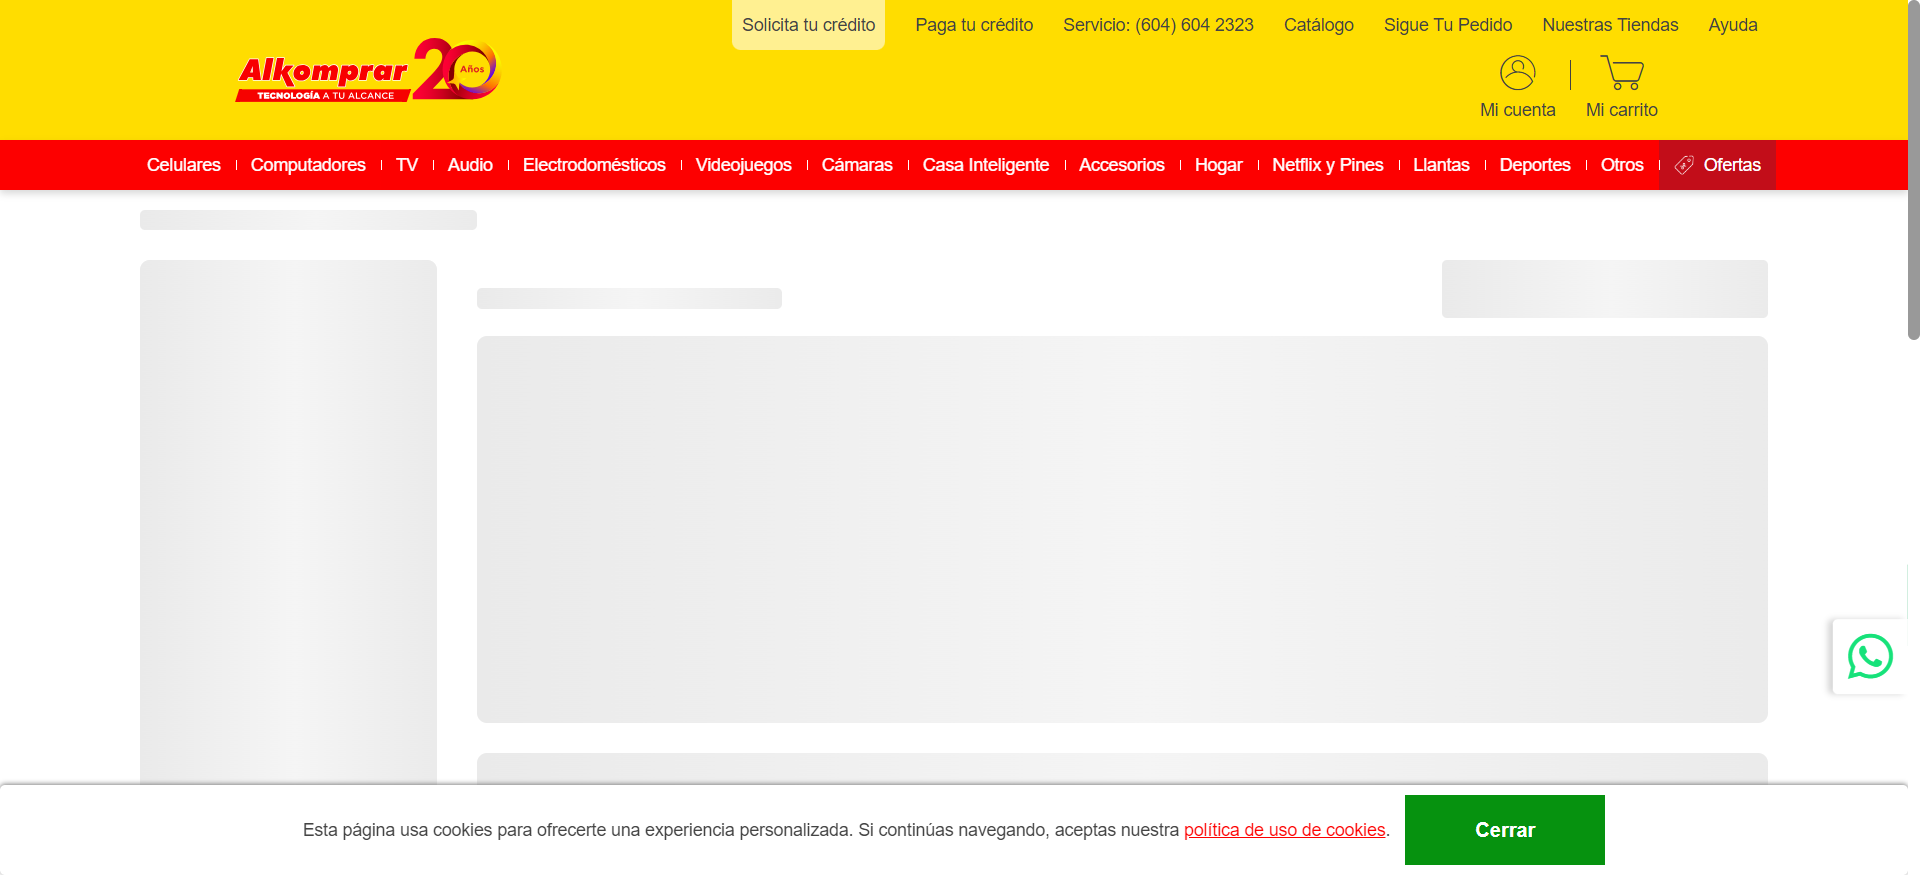 Solicita tu crédito Paga tu crédito Servicio: (604) 604 2323 Catálogo Sigue Tu Pedido Nuestras Tiendas Ayuda
Alkomprar 20 Años
TECNOLOGÍA A TU ALCANCE
Mi cuenta Mi carrito
Celulares Computadores TV Audio Electrodomésticos Videojuegos Cámaras Casa Inteligente Accesorios Hogar Netflix y Pines Llantas Deportes Otros Ofertas
Esta página usa cookies para ofrecerte una experiencia personalizada. Si continúas navegando, aceptas nuestra política de uso de cookies. Cerrar